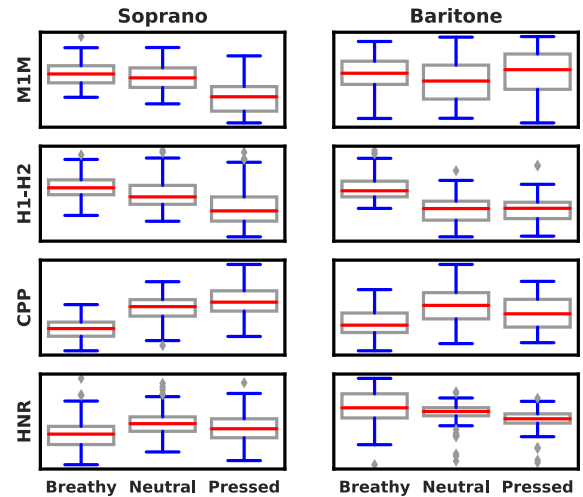 Soprano Baritone
M1M
H1-H2
CPP
HNR
Breathy Neutral Pressed Breathy Neutral Pressed